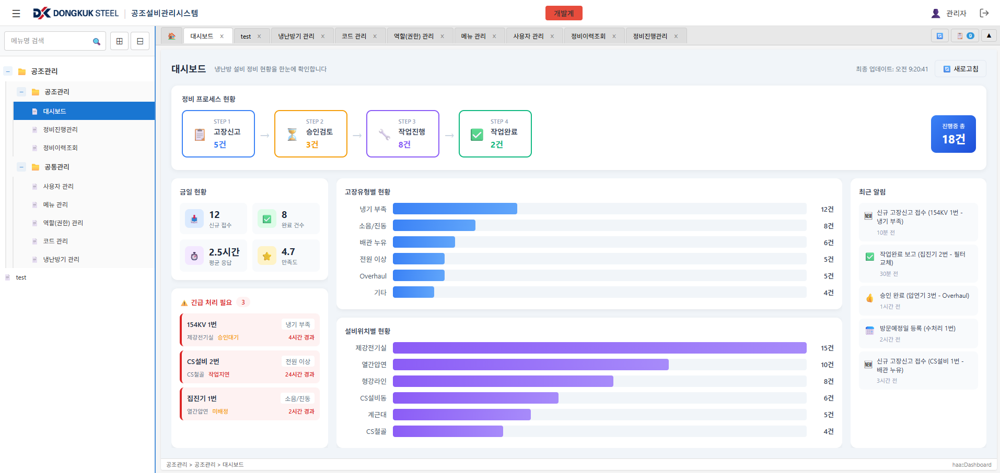 DK DONGKUK STEEL | 공조설비관리시스템
개발계
관리자
메뉴명 검색
공조관리
공조관리
대시보드
정비진행관리
정비이력조회
공통관리
사용자 관리
메뉴 관리
역할(권한) 관리
코드 관리
냉난방기 관리
test
대시보드 x
test x
냉난방기 관리 x
코드 관리 x
역할(권한) 관리 x
메뉴 관리 x
사용자 관리 x
정비이력조회 x
정비진행관리 x
9
▲
대시보드 냉난방 설비 정비 현황을 한눈에 확인합니다
최종 업데이트: 오전 9:20:41
새로고침
정비 프로세스 현황
STEP 1
고장신고
5건
→
STEP 2
승인검토
3건
→
STEP 3
작업진행
8건
→
STEP 4
작업완료
2건
진행중 총
18건
금일 현황
12
신규 접수
8
완료 건수
2.5시간
평균 응답
4.7
만족도
긴급 처리 필요 3
154KV 1번 냉기 부족
제강전기실 승인대기 4시간 경과
CS설비 2번 전원 이상
CS철골 작업지연 24시간 경과
집진기 1번 소음/진동
열간압연 미배정 2시간 경과
고장유형별 현황
냉기 부족 12건
소음/진동 8건
배관 누유 6건
전원 이상 5건
Overhaul 5건
기타 4건
설비위치별 현황
제강전기실 15건
열간압연 10건
형강라인 8건
CS설비동 6건
계근대 5건
CS철골 4건
최근 알림
NEW 신규 고장신고 접수 (154KV 1번 -
냉기 부족)
10분 전
작업완료 보고 (집진기 2번 - 필터
교체)
30분 전
승인 완료 (압연기 3번 - Overhaul)
1시간 전
방문예정일 등록 (수처리 1번)
2시간 전
NEW 신규 고장신고 접수 (CS설비 1번 -
배관 누유)
3시간 전
공조관리 > 공조관리 > 대시보드
haa::Dashboard